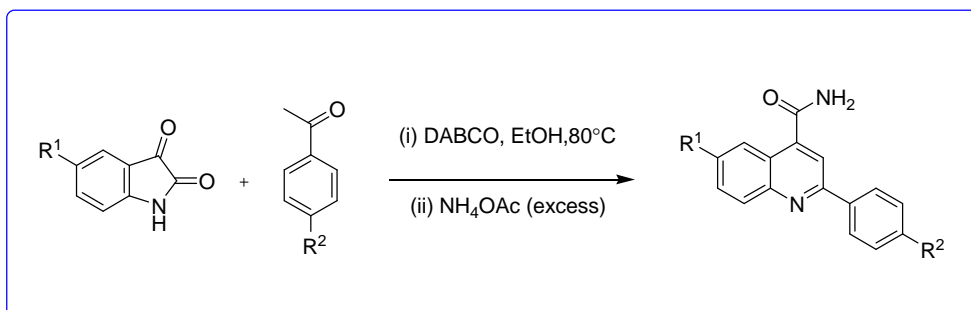 R¹
O
O
N
H
+
O
R²
(i) DABCO, EtOH,80°C
(ii) NH₄OAc (excess)
O
NH₂
R¹
N
R²